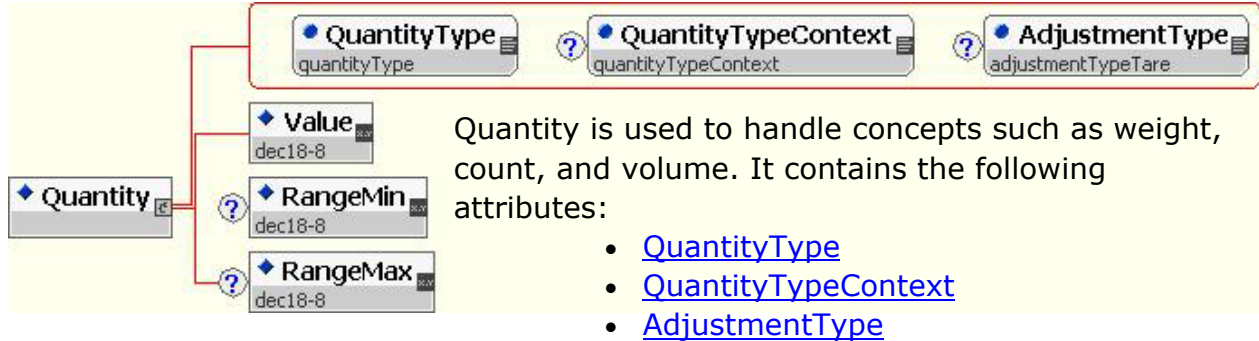 QuantityType
quantityType
? QuantityTypeContext
quantityTypeContext
? AdjustmentType
adjustmentTypeTare
Value
dec18-8
Quantity
? RangeMin
dec18-8
? RangeMax
dec18-8
Quantity is used to handle concepts such as weight,
count, and volume. It contains the following
attributes:
• QuantityType
• QuantityTypeContext
• AdjustmentType